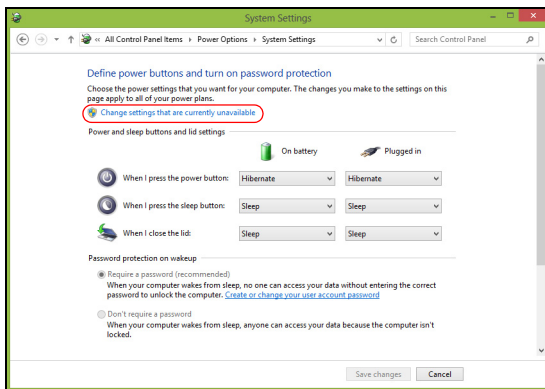 System Settings
« All Control Panel Items ▸ Power Options ▸ System Settings
Search Control Panel
Define power buttons and turn on password protection
Choose the power settings that you want for your computer. The changes you make to the settings on this
page apply to all of your power plans.
Change settings that are currently unavailable
Power and sleep buttons and lid settings
On battery Plugged in
When I press the power button: Hibernate Hibernate
When I press the sleep button: Sleep Sleep
When I close the lid: Sleep Sleep
Password protection on wakeup
Require a password (recommended)
When your computer wakes from sleep, no one can access your data without entering the correct
password to unlock the computer. Create or change your user account password
Don't require a password
When your computer wakes from sleep, anyone can access your data because the computer isn't
locked.
Save changes Cancel